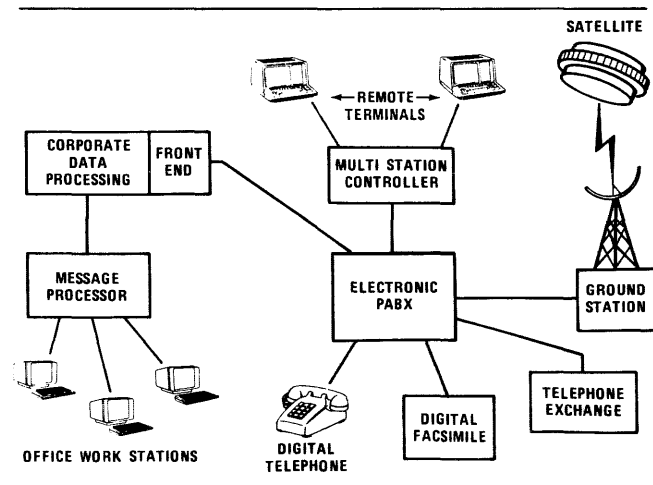 SATELLITE
REMOTE
TERMINALS
CORPORATE
DATA
PROCESSING
FRONT
END
MULTI STATION
CONTROLLER
MESSAGE
PROCESSOR
ELECTRONIC
PABX
GROUND
STATION
TELEPHONE
EXCHANGE
DIGITAL
FACSIMILE
DIGITAL
TELEPHONE
OFFICE WORK STATIONS